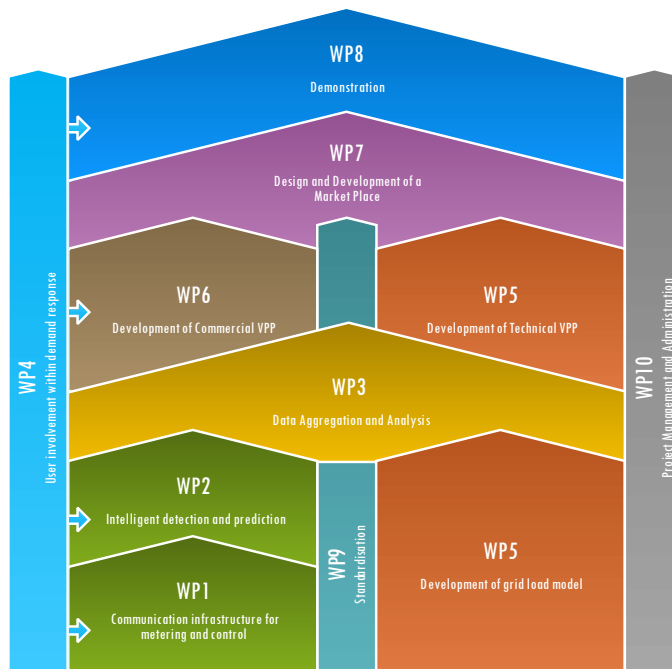 WP8
Demonstration
WP7
Design and Development of a
Market Place
WP6
Development of Commercial VPP
WP5
Development of Technical VPP
WP4
User involvement within demand response
WP10
Project Management and Administration
WP3
Data Aggregation and Analysis
WP2
Intelligent detection and prediction
WP9
Standardisation
WP5
Development of grid load model
WP1
Communication infrastructure for
metering and control